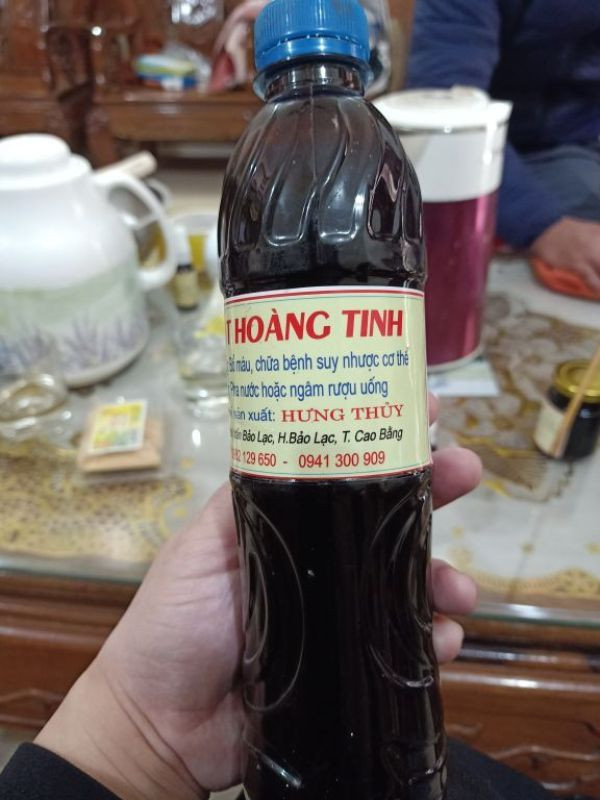 T HOÀNG TINH
Bổ máu, chữa bệnh suy nhược cơ thể
Pha nước hoặc ngâm rượu uống
sản xuất: HƯNG THỦY
Bảo Lạc, H.Bảo Lạc, T. Cao Bằng
82 129 650 - 0941 300 909